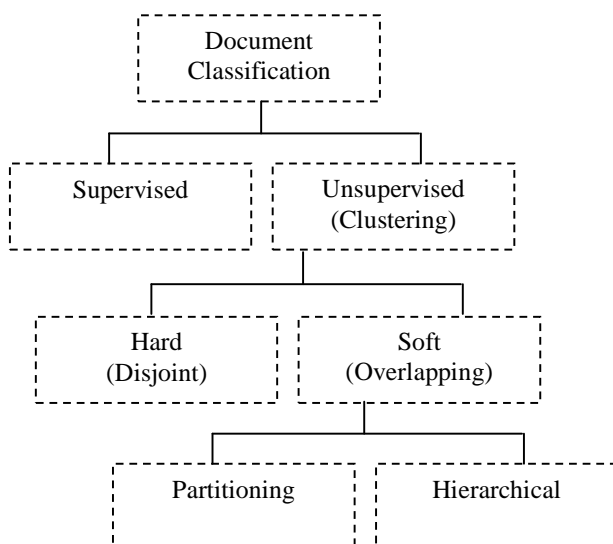 Document
Classification
Supervised
Unsupervised
(Clustering)
Hard
(Disjoint)
Soft
(Overlapping)
Partitioning
Hierarchical